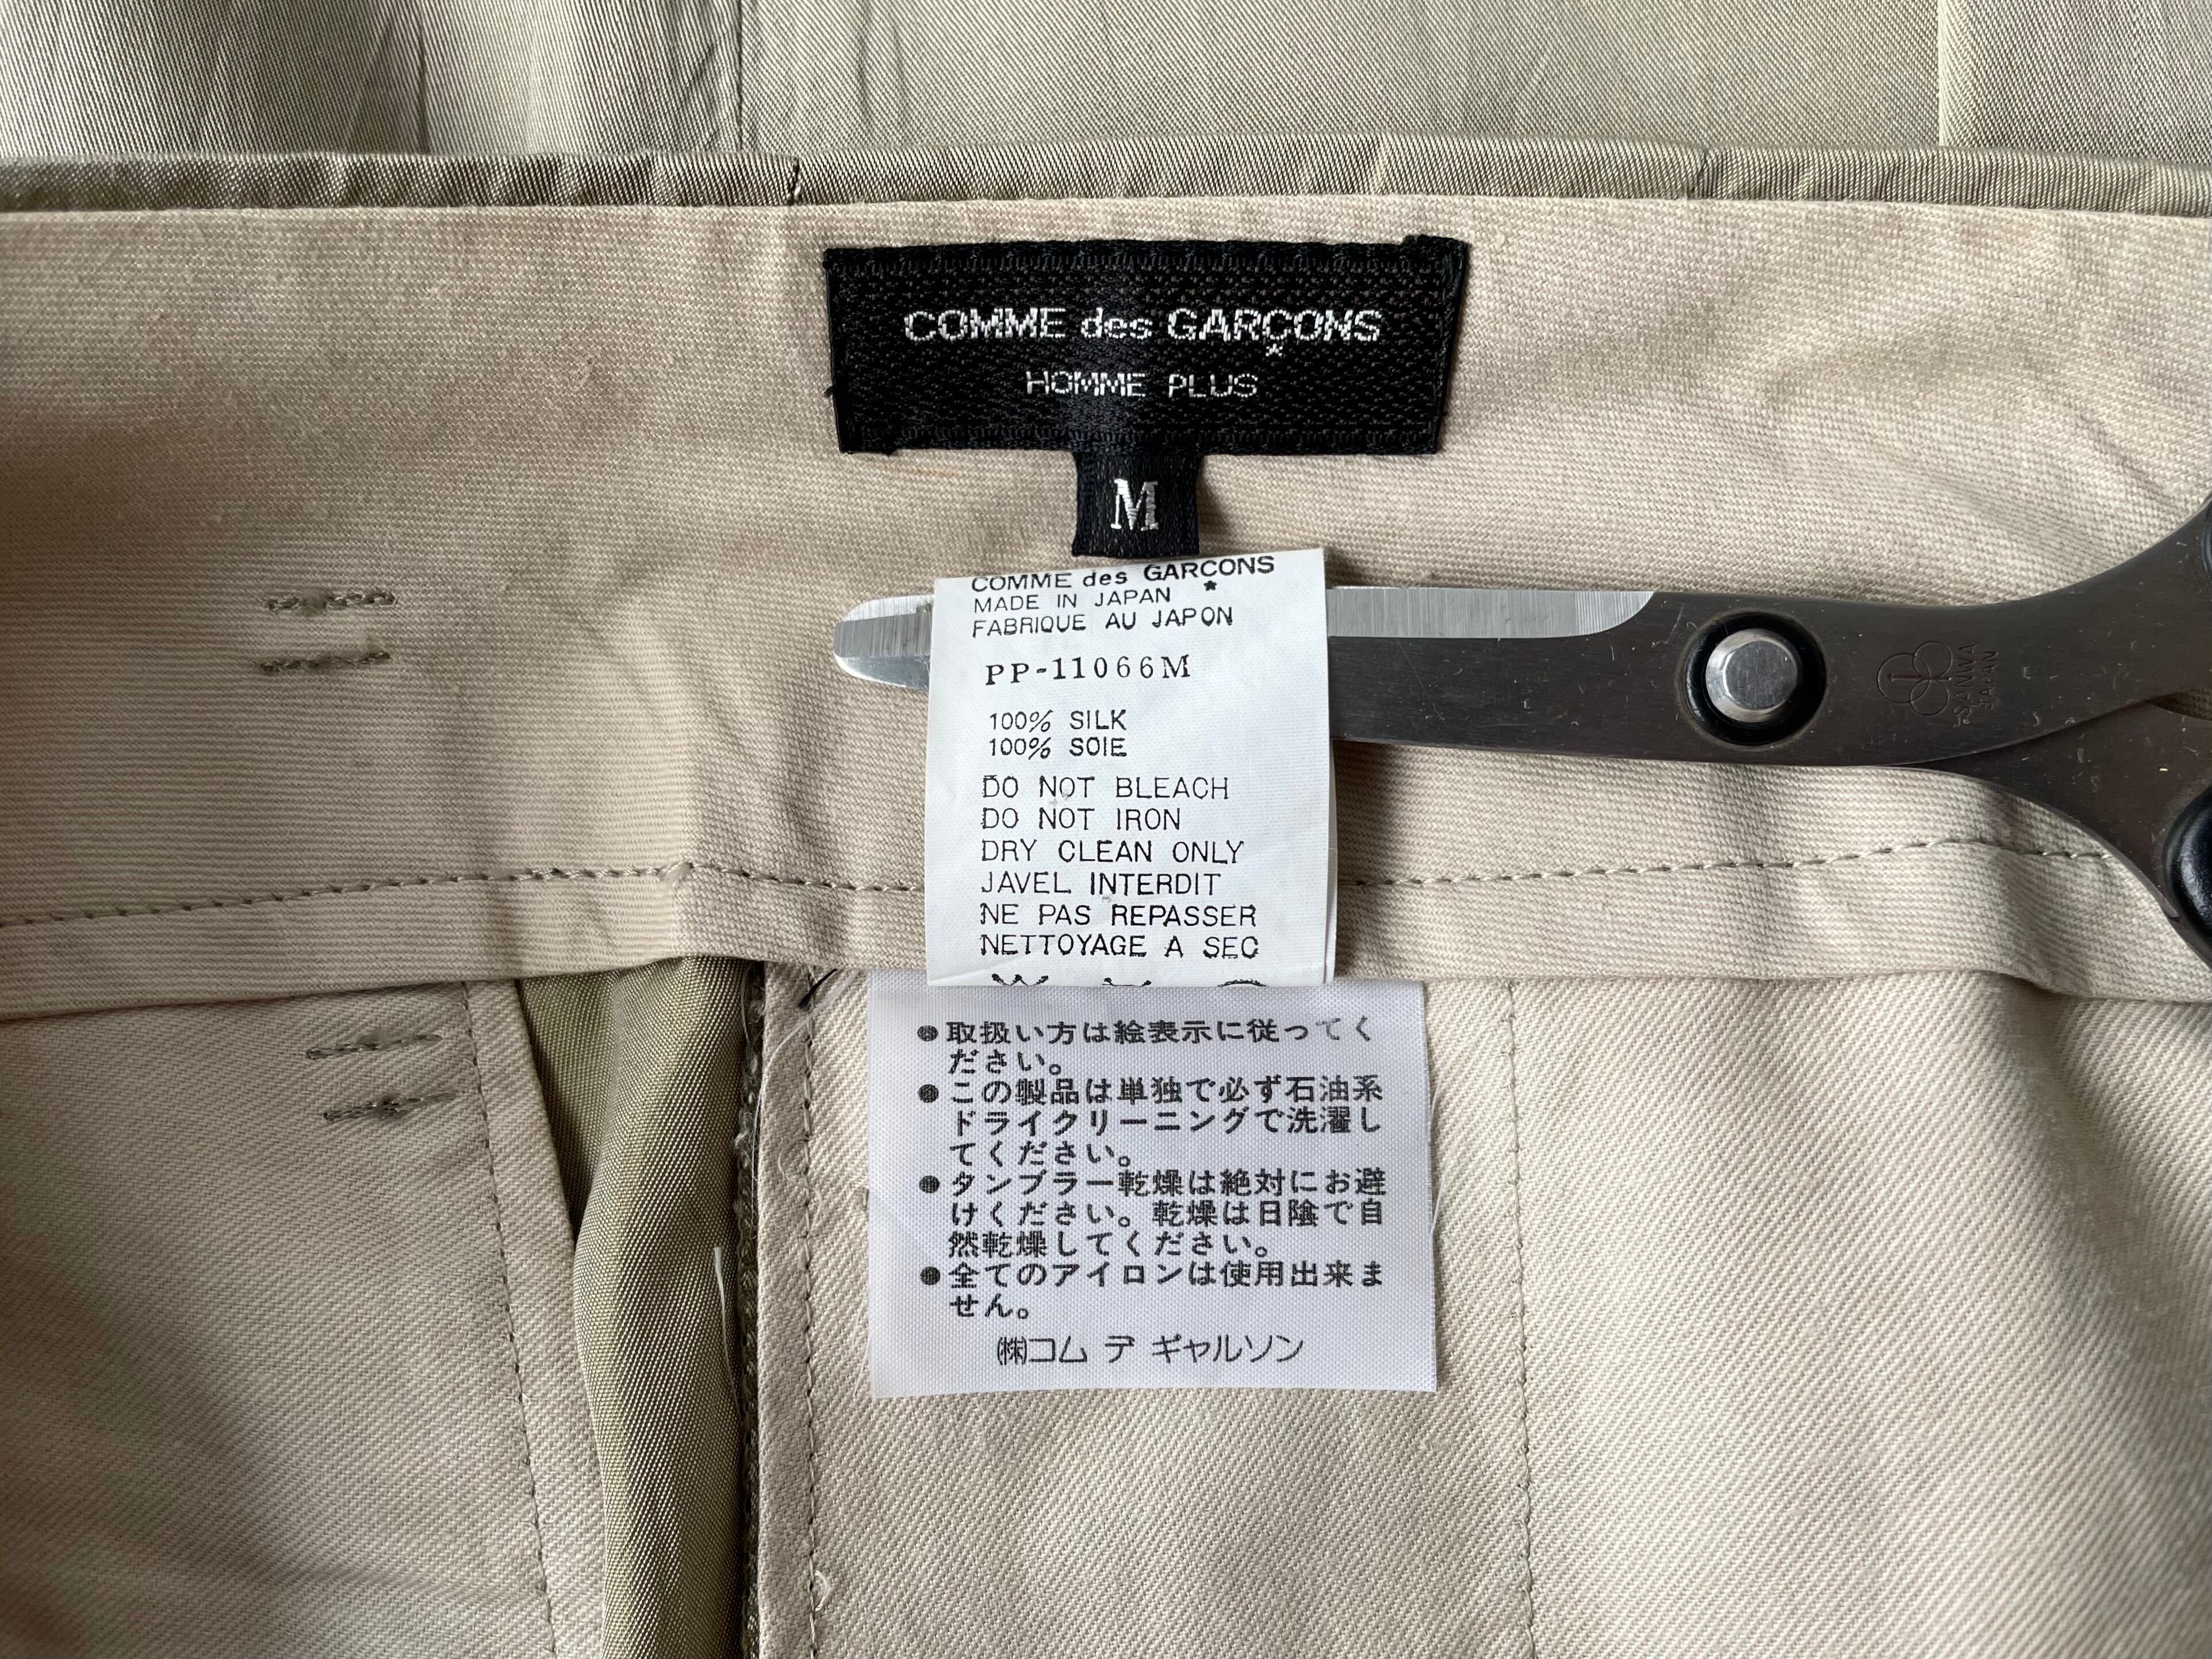 COMME des GARÇONS
HOMME PLUS
M
COMME des GARÇONS
MADE IN JAPAN
FABRIQUE AU JAPON
PP-11066M
100% SILK
100% SOIE
DO NOT BLEACH
DO NOT IRON
DRY CLEAN ONLY
JAVEL INTERDIT
NE PAS REPASSER
NETTOYAGE A SEC
SANWA
JAPAN
●取扱い方は絵表示に従ってく
ださい。
●この製品は単独で必ず石油系
ドライクリーニングで洗濯し
てください。
●タンブラー乾燥は絶対にお避
けください。乾燥は日陰で自
然乾燥してください。
●全てのアイロンは使用出来ま
せん。
㈱コム デ ギャルソン